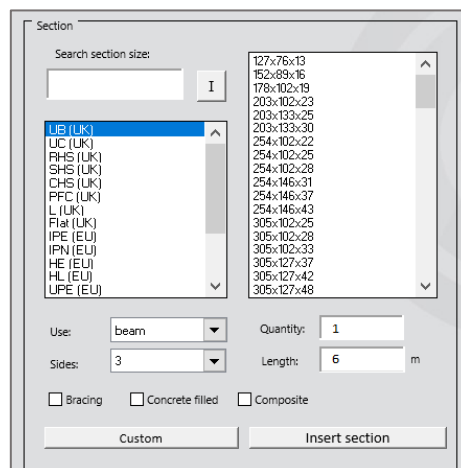 Section
Search section size:
I
UB (UK)
UC (UK)
RHS (UK)
SHS (UK)
CHS (UK)
PFC (UK)
L (UK)
Flat (UK)
IPE (EU)
IPN (EU)
HE (EU)
HL (EU)
UPE (EU)
127x76x13
152x89x16
178x102x19
203x102x23
203x133x25
203x133x30
254x102x22
254x102x25
254x102x28
254x146x31
254x146x37
254x146x43
305x102x25
305x102x28
305x102x33
305x127x37
305x127x42
305x127x48
Use: beam
Quantity: 1
Sides: 3
Length: 6 m
Bracing Concrete filled Composite
Custom Insert section